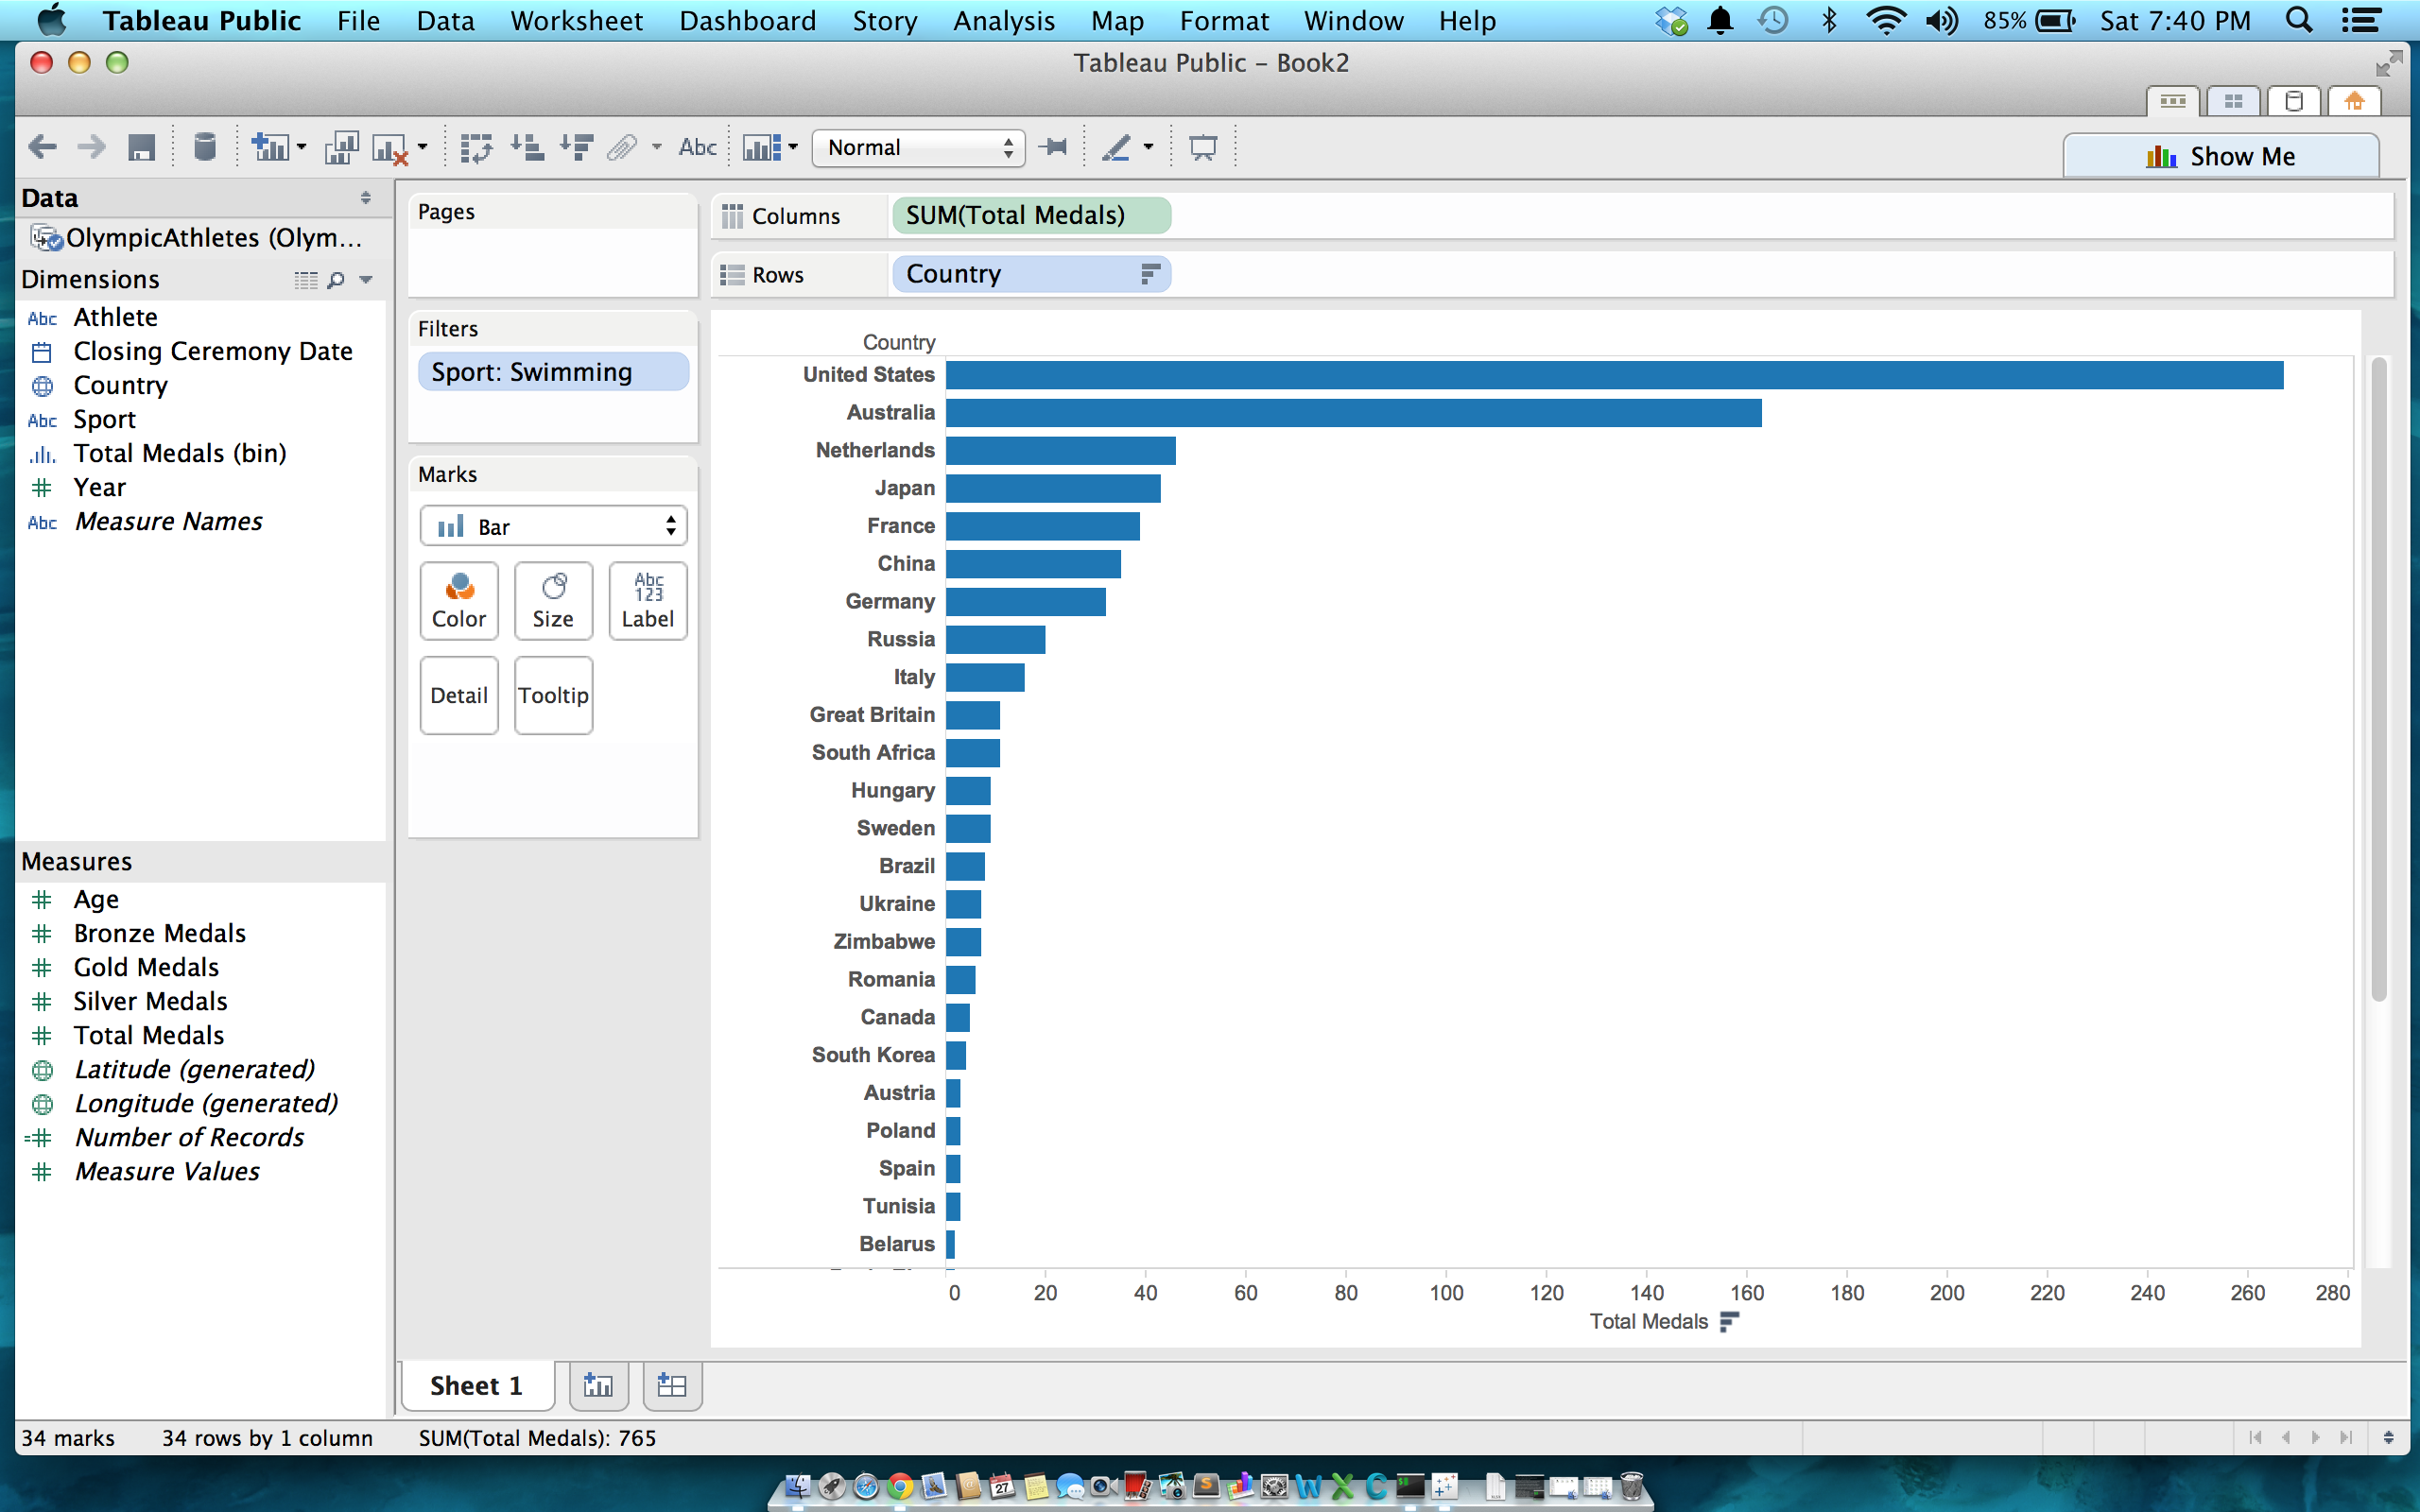 Tableau Public File Data Worksheet Dashboard Story Analysis Map Format Window Help 85% Sat 7:40 PM
Tableau Public – Book2
Abc Normal Show Me
Data
OlympicAthletes (Olym...
Dimensions
Abc Athlete
Closing Ceremony Date
Country
Abc Sport
Total Medals (bin)
# Year
Abc Measure Names
Measures
# Age
# Bronze Medals
# Gold Medals
# Silver Medals
# Total Medals
Latitude (generated)
Longitude (generated)
=# Number of Records
# Measure Values
Pages
Filters
Sport: Swimming
Marks
Bar
Color Size Abc 123 Label
Detail Tooltip
Columns SUM(Total Medals)
Rows Country
Country
United States
Australia
Netherlands
Japan
France
China
Germany
Russia
Italy
Great Britain
South Africa
Hungary
Sweden
Brazil
Ukraine
Zimbabwe
Romania
Canada
South Korea
Austria
Poland
Spain
Tunisia
Belarus
0 20 40 60 80 100 120 140 160 180 200 220 240 260 280
Total Medals
Sheet 1
34 marks 34 rows by 1 column SUM(Total Medals): 765
27